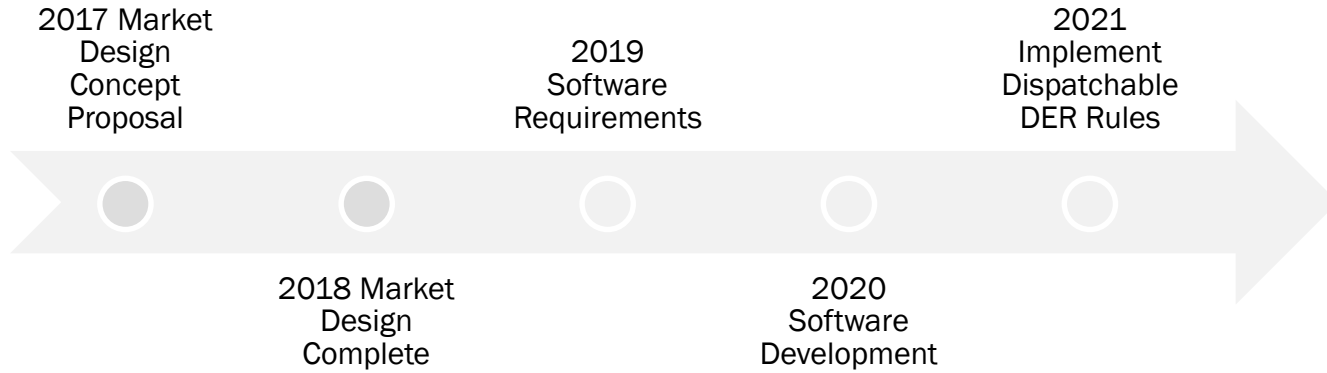 2017 Market
Design
Concept
Proposal
2018 Market
Design
Complete
2019
Software
Requirements
2020
Software
Development
2021
Implement
Dispatchable
DER Rules